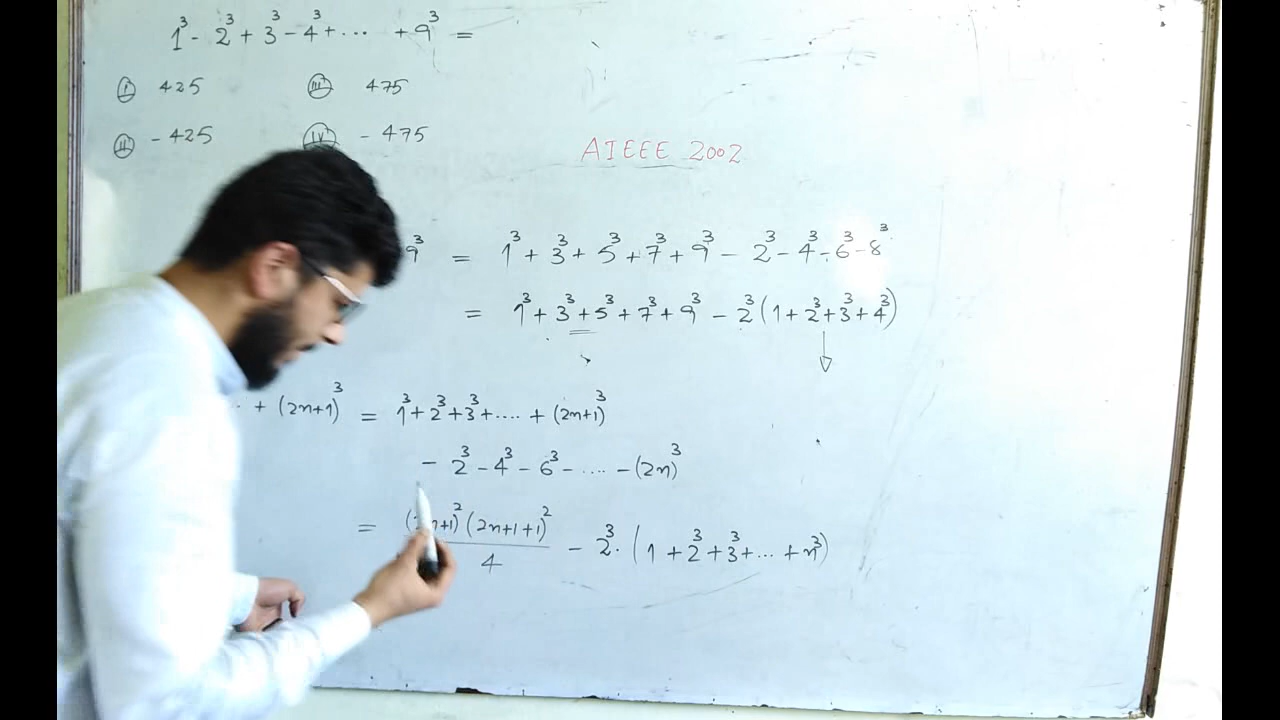 1³ - 2³ + 3³ - 4³ + ... + 9³ =
(i) 425 (iii) 475
(ii) - 425 (iv) - 475
AIEEE 2002
9³ = 1³ + 3³ + 5³ + 7³ + 9³ - 2³ - 4³ - 6³ - 8³
= 1³ + 3³ + 5³ + 7³ + 9³ - 2³ (1 + 2³ + 3³ + 4³)
.. + (2n+1)³ = 1³ + 2³ + 3³ + .... + (2n+1)³
- 2³ - 4³ - 6³ - .... - (2n)³
= (2n+1)² (2n+1+1)² / 4 - 2³ . (1 + 2³ + 3³ + ... + n³)